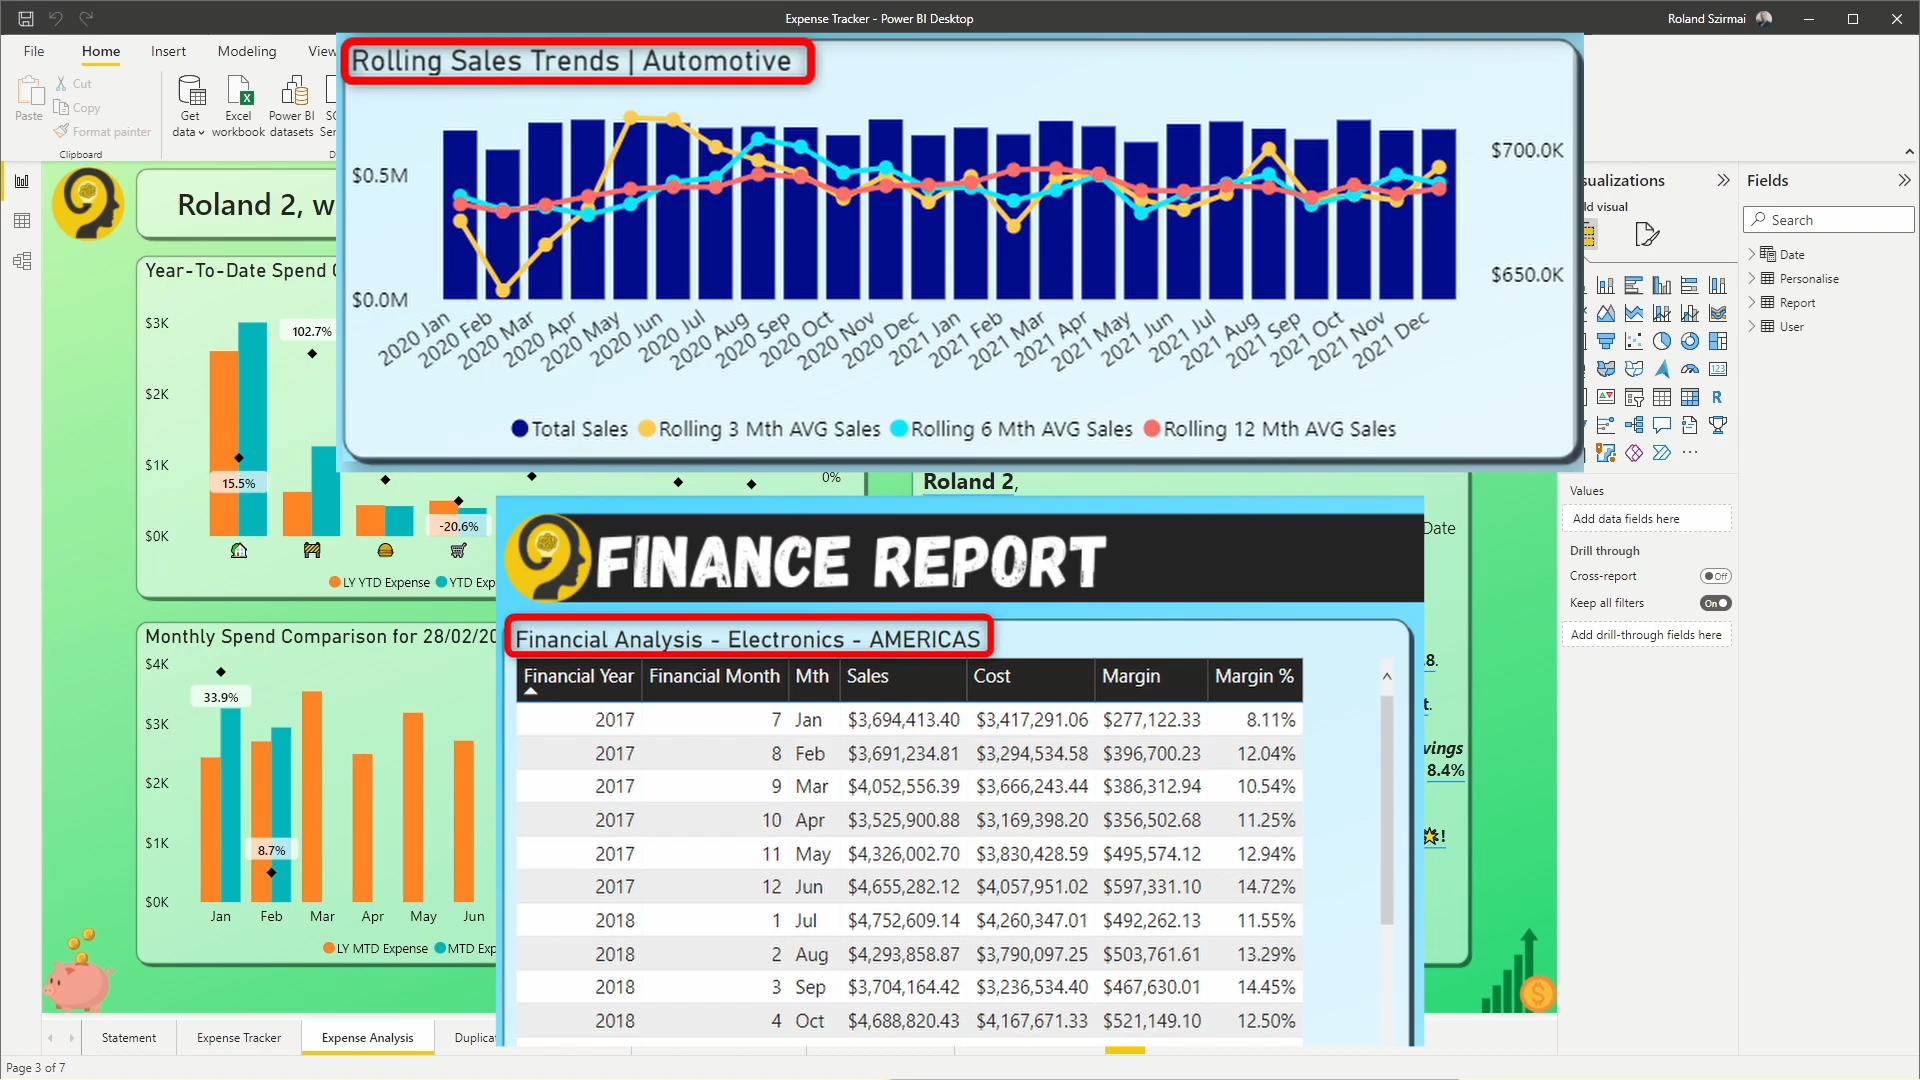 Expense Tracker - Power BI Desktop
Roland Szirmai
File Home Insert Modeling View
Paste
Cut
Copy
Format painter
Clipboard
Get data
Excel workbook
Power BI datasets
Rolling Sales Trends | Automotive
$0.5M
$0.0M
$700.0K
$650.0K
2020 Jan 2020 Feb 2020 Mar 2020 Apr 2020 May 2020 Jun 2020 Jul 2020 Aug 2020 Sep 2020 Oct 2020 Nov 2020 Dec 2021 Jan 2021 Feb 2021 Mar 2021 Apr 2021 May 2021 Jun 2021 Jul 2021 Aug 2021 Sep 2021 Oct 2021 Nov 2021 Dec
Total Sales Rolling 3 Mth AVG Sales Rolling 6 Mth AVG Sales Rolling 12 Mth AVG Sales
Roland 2, w
Year-To-Date Spend
$3K
$2K
$1K
$0K
102.7%
15.5%
-20.6%
0%
LY YTD Expense YTD Exp
Monthly Spend Comparison for 28/02/20
$4K
$3K
$2K
$1K
$0K
33.9%
8.7%
Jan Feb Mar Apr May Jun
LY MTD Expense MTD Exp
Roland 2,
Date
8.
t.
vings
8.4%
!
FINANCE REPORT
Financial Analysis - Electronics - AMERICAS
Financial Year Financial Month Mth Sales Cost Margin Margin %
2017 7 Jan $3,694,413.40 $3,417,291.06 $277,122.33 8.11%
2017 8 Feb $3,691,234.81 $3,294,534.58 $396,700.23 12.04%
2017 9 Mar $4,052,556.39 $3,666,243.44 $386,312.94 10.54%
2017 10 Apr $3,525,900.88 $3,169,398.20 $356,502.68 11.25%
2017 11 May $4,326,002.70 $3,830,428.59 $495,574.12 12.94%
2017 12 Jun $4,655,282.12 $4,057,951.02 $597,331.10 14.72%
2018 1 Jul $4,752,609.14 $4,260,347.01 $492,262.13 11.55%
2018 2 Aug $4,293,858.87 $3,790,097.25 $503,761.61 13.29%
2018 3 Sep $3,704,164.42 $3,236,534.40 $467,630.01 14.45%
2018 4 Oct $4,688,820.43 $4,167,671.33 $521,149.10 12.50%
sualizations
ld visual
123
R
Values
Add data fields here
Drill through
Cross-report Off
Keep all filters On
Add drill-through fields here
Fields
Search
Date
Personalise
Report
User
Statement Expense Tracker Expense Analysis Duplica
Page 3 of 7